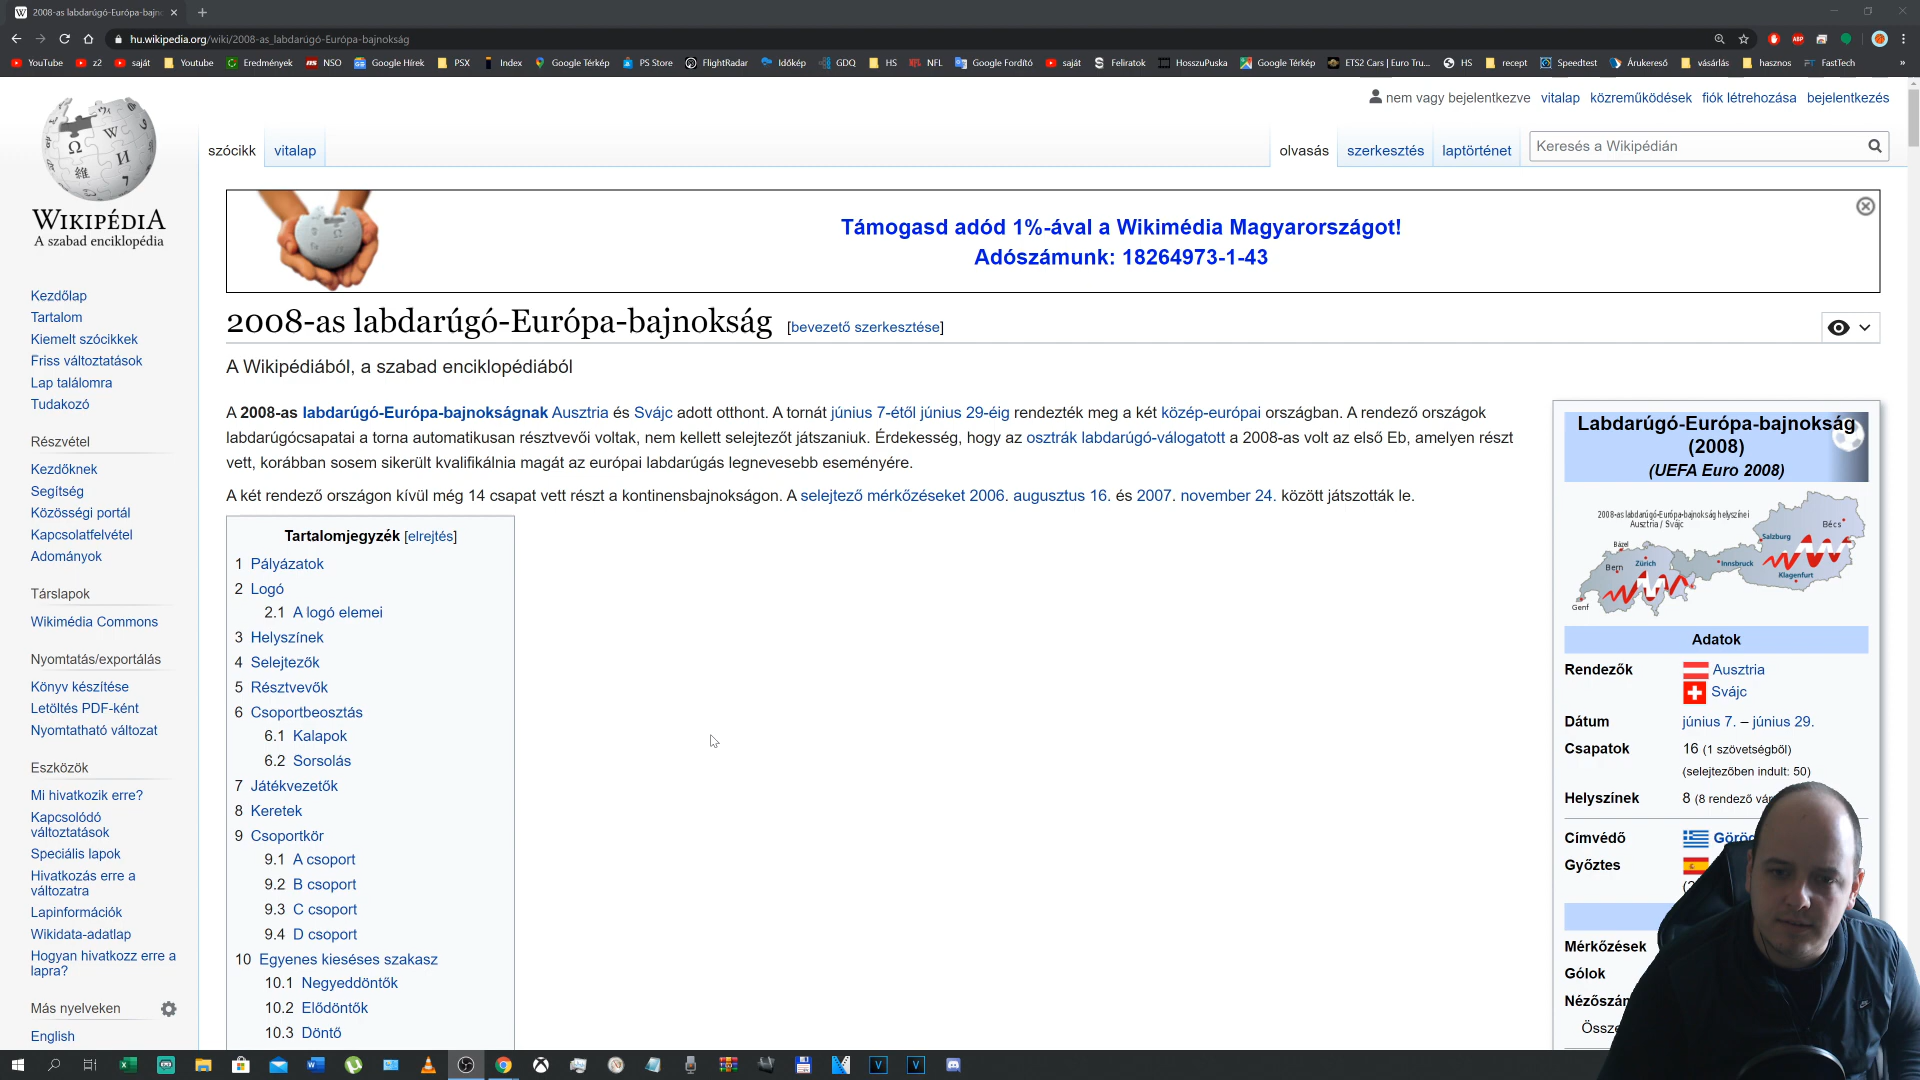 2008-as labdarúgó-Európa-bajno
hu.wikipedia.org/wiki/2008-as_labdarúgó-Európa-bajnokság
YouTube z2 saját Youtube Eredmények NSO Google Hírek PSX Index Google Térkép PS Store FlightRadar Időkép GDQ HS NFL Google Fordító saját Feliratok HosszuPuska Google Térkép ETS2 Cars | Euro Tru... HS recept Speedtest Árukereső vásárlás hasznos FastTech »
nem vagy bejelentkezve vitalap közreműködések fiók létrehozása bejelentkezés
szócikk vitalap olvasás szerkesztés laptörténet Keresés a Wikipédián
WIKIPÉDIA
A szabad enciklopédia
Támogasd adód 1%-ával a Wikimédia Magyarországot!
Adószámunk: 18264973-1-43
Kezdőlap
Tartalom
Kiemelt szócikkek
Friss változtatások
Lap találomra
Tudakozó
Részvétel
Kezdőknek
Segítség
Közösségi portál
Kapcsolatfelvétel
Adományok
Társlapok
Wikimédia Commons
Nyomtatás/exportálás
Könyv készítése
Letöltés PDF-ként
Nyomtatható változat
Eszközök
Mi hivatkozik erre?
Kapcsolódó
változtatások
Speciális lapok
Hivatkozás erre a
változatra
Lapinformációk
Wikidata-adatlap
Hogyan hivatkozz erre a
lapra?
Más nyelveken
English
2008-as labdarúgó-Európa-bajnokság [bevezető szerkesztése]
A Wikipédiából, a szabad enciklopédiából
A 2008-as labdarúgó-Európa-bajnokságnak Ausztria és Svájc adott otthont. A tornát június 7-étől június 29-éig rendezték meg a két közép-európai országban. A rendező országok
labdarúgócsapatai a torna automatikusan résztvevői voltak, nem kellett selejtezőt játszaniuk. Érdekesség, hogy az osztrák labdarúgó-válogatott a 2008-as volt az első Eb, amelyen részt
vett, korábban sosem sikerült kvalifikálnia magát az európai labdarúgás legnevesebb eseményére.
A két rendező országon kívül még 14 csapat vett részt a kontinensbajnokságon. A selejtező mérkőzéseket 2006. augusztus 16. és 2007. november 24. között játszották le.
Tartalomjegyzék [elrejtés]
1 Pályázatok
2 Logó
2.1 A logó elemei
3 Helyszínek
4 Selejtezők
5 Résztvevők
6 Csoportbeosztás
6.1 Kalapok
6.2 Sorsolás
7 Játékvezetők
8 Keretek
9 Csoportkör
9.1 A csoport
9.2 B csoport
9.3 C csoport
9.4 D csoport
10 Egyenes kieséses szakasz
10.1 Negyeddöntők
10.2 Elődöntők
10.3 Döntő
Labdarúgó-Európa-bajnokság
(2008)
(UEFA Euro 2008)
2008-as labdarúgó-Európa-bajnokság helyszínei
Ausztria / Svájc
Bécs
Salzburg
Bázel
Zürich
Bern
Innsbruck
Klagenfurt
Genf
Adatok
Rendezők Ausztria
Svájc
Dátum június 7. – június 29.
Csapatok 16 (1 szövetségből)
(selejtezőben indult: 50)
Helyszínek 8 (8 rendező vár
Címvédő Görög
Győztes
Mérkőzések
Gólok
Nézőszám
Össze